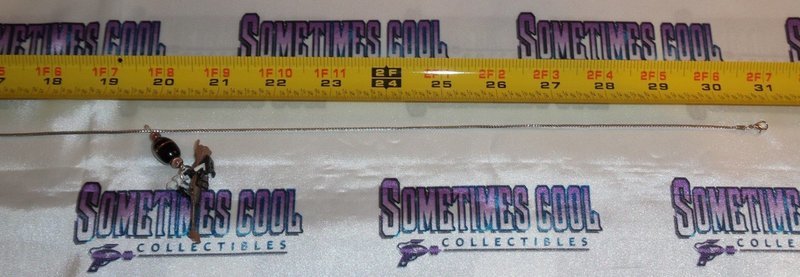 SOMETIMES COOL
SOMETIMES COOL
SOMETIMES COOL
1F6 1F7 1F8 1F9 1F10 1F11 2F 2F1 2F2 2F3 2F4 2F5 2F6 2F7
18 19 20 21 22 23 24 25 26 27 28 29 30 31
SOMETIMES COOL
COLLECTIBLES
SOMETIMES COOL
COLLECTIBLES
SOMETIMES
COLLECT